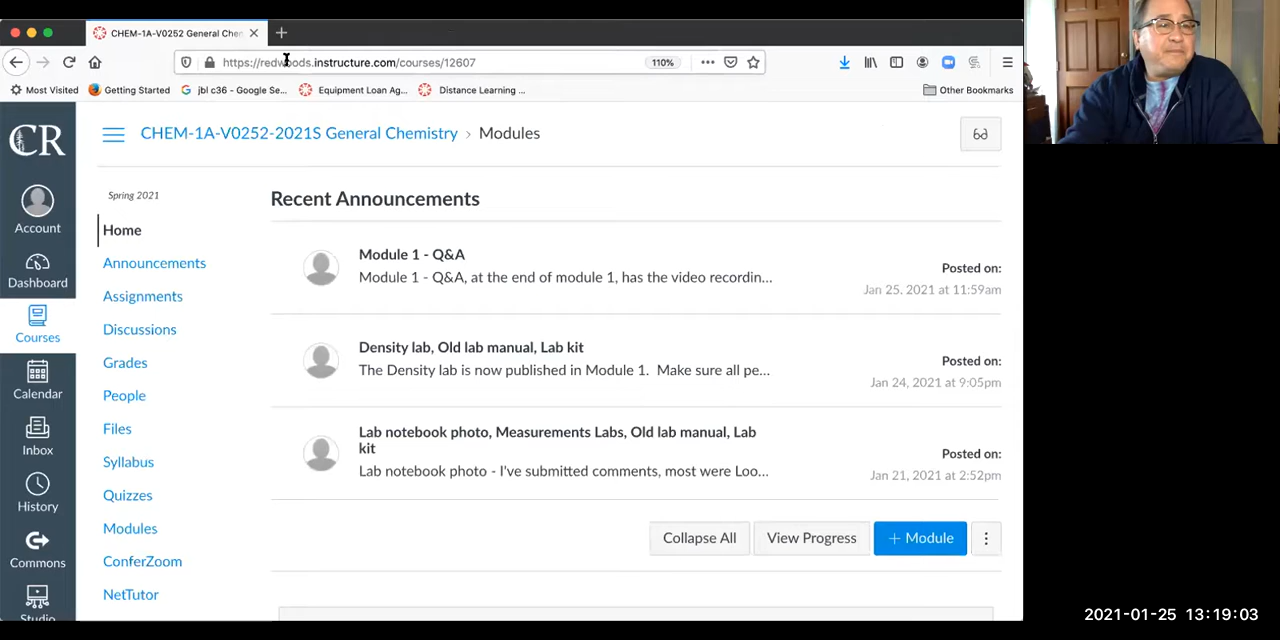 CHEM-1A-V0252 General Chem
https://redwoods.instructure.com/courses/12607
110%
Most Visited
Getting Started
jbl c36 - Google Se...
Equipment Loan Ag...
Distance Learning ...
Other Bookmarks
CR
CHEM-1A-V0252-2021S General Chemistry › Modules
Spring 2021
Account
Dashboard
Courses
Calendar
Inbox
History
Commons
Studio
Home
Announcements
Assignments
Discussions
Grades
People
Files
Syllabus
Quizzes
Modules
ConferZoom
NetTutor
Recent Announcements
Module 1 - Q&A
Module 1 - Q&A, at the end of module 1, has the video recordin...
Posted on:
Jan 25, 2021 at 11:59am
Density lab, Old lab manual, Lab kit
The Density lab is now published in Module 1. Make sure all pe...
Posted on:
Jan 24, 2021 at 9:05pm
Lab notebook photo, Measurements Labs, Old lab manual, Lab
kit
Lab notebook photo - I've submitted comments, most were Loo...
Posted on:
Jan 21, 2021 at 2:52pm
Collapse All
View Progress
+ Module
2021-01-25 13:19:03